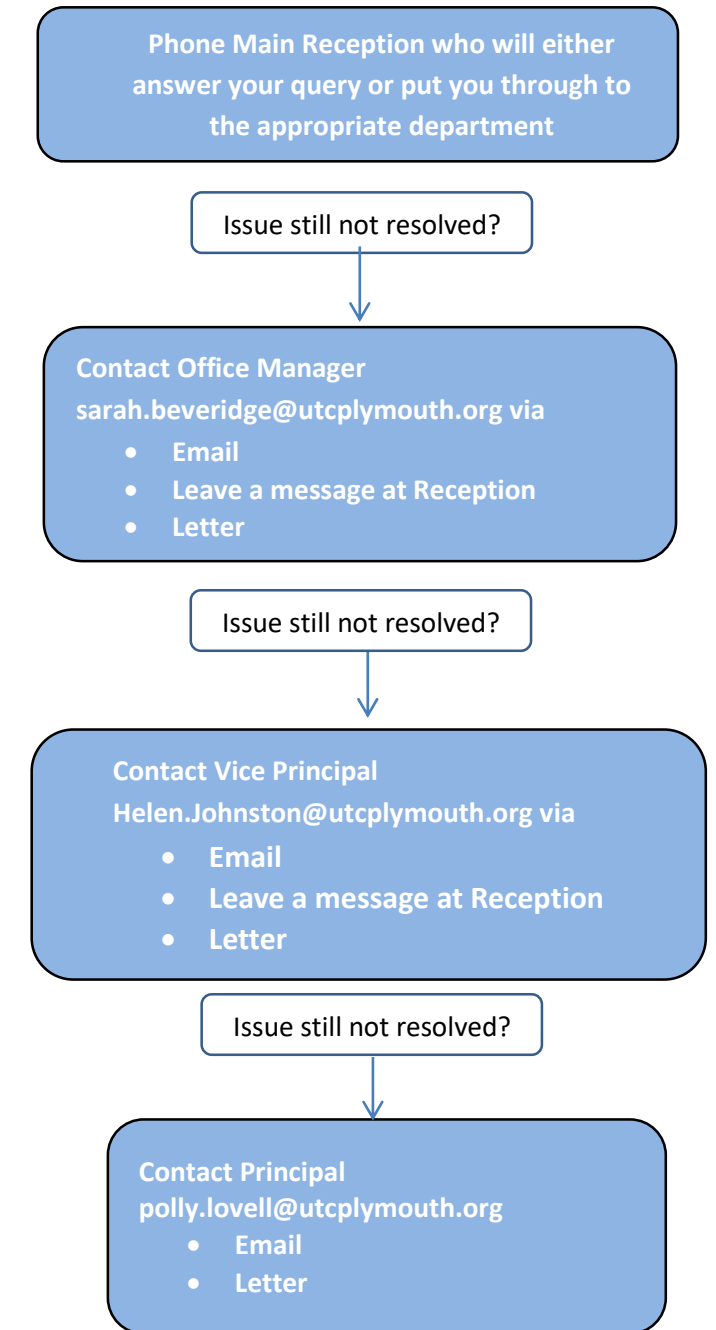 Phone Main Reception who will either
answer your query or put you through to
the appropriate department
Issue still not resolved?
Contact Office Manager
sarah.beveridge@utcplymouth.org via
• Email
• Leave a message at Reception
• Letter
Issue still not resolved?
Contact Vice Principal
Helen.Johnston@utcplymouth.org via
• Email
• Leave a message at Reception
• Letter
Issue still not resolved?
Contact Principal
polly.lovell@utcplymouth.org
• Email
• Letter